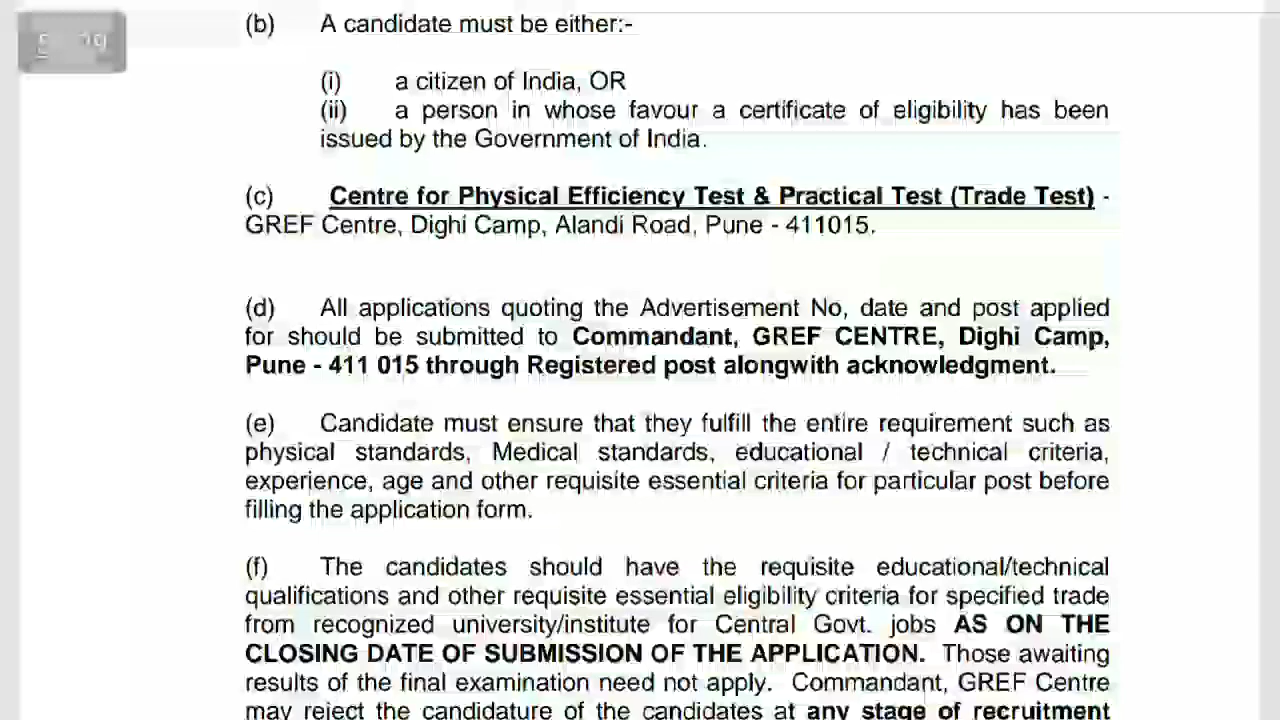 (b) A candidate must be either:-
(i) a citizen of India, OR
(ii) a person in whose favour a certificate of eligibility has been
issued by the Government of India.
(c) Centre for Physical Efficiency Test & Practical Test (Trade Test) -
GREF Centre, Dighi Camp, Alandi Road, Pune - 411015.
(d) All applications quoting the Advertisement No, date and post applied
for should be submitted to Commandant, GREF CENTRE, Dighi Camp,
Pune - 411 015 through Registered post alongwith acknowledgment.
(e) Candidate must ensure that they fulfill the entire requirement such as
physical standards, Medical standards, educational / technical criteria,
experience, age and other requisite essential criteria for particular post before
filling the application form.
(f) The candidates should have the requisite educational/technical
qualifications and other requisite essential eligibility criteria for specified trade
from recognized university/institute for Central Govt. jobs AS ON THE
CLOSING DATE OF SUBMISSION OF THE APPLICATION. Those awaiting
results of the final examination need not apply. Commandant, GREF Centre
may reject the candidature of the candidates at any stage of recruitment